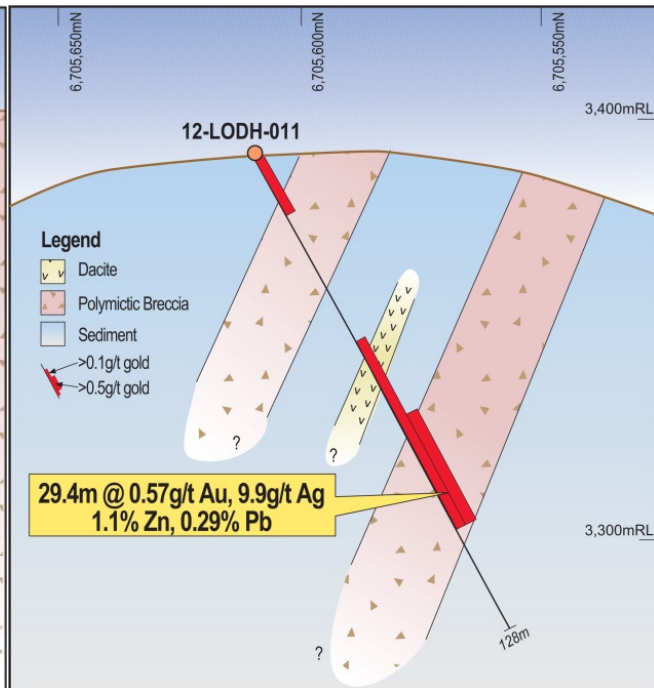 6,705,650mN
6,705,600mN
6,705,550mN
3,400mRL
12-LODH-011
Legend
Dacite
Polymictic Breccia
Sediment
>0.1g/t gold
>0.5g/t gold
?
?
29.4m @ 0.57g/t Au, 9.9g/t Ag
1.1% Zn, 0.29% Pb
3,300mRL
128m
?